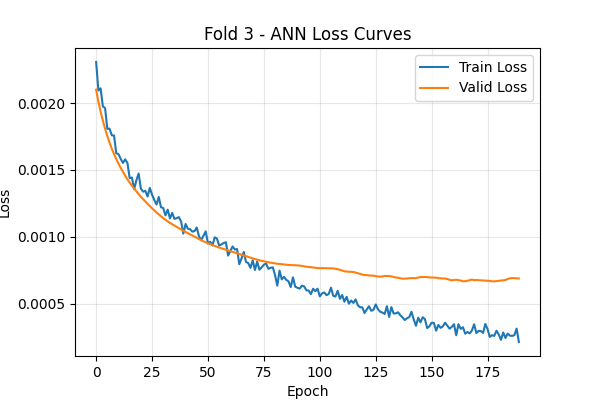 Fold 3 - ANN Loss Curves
Train Loss
Valid Loss
Loss
0.0020
0.0015
0.0010
0.0005
0 25 50 75 100 125 150 175
Epoch